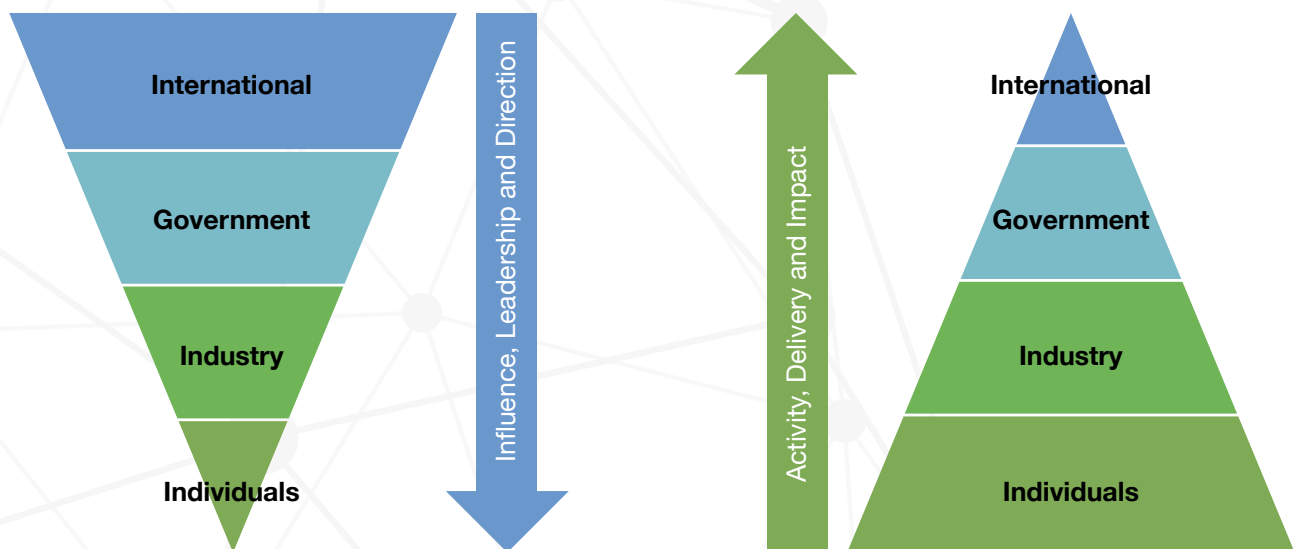 International
Government
Industry
Individuals
Influence, Leadership and Direction
Activity, Delivery and Impact
International
Government
Industry
Individuals